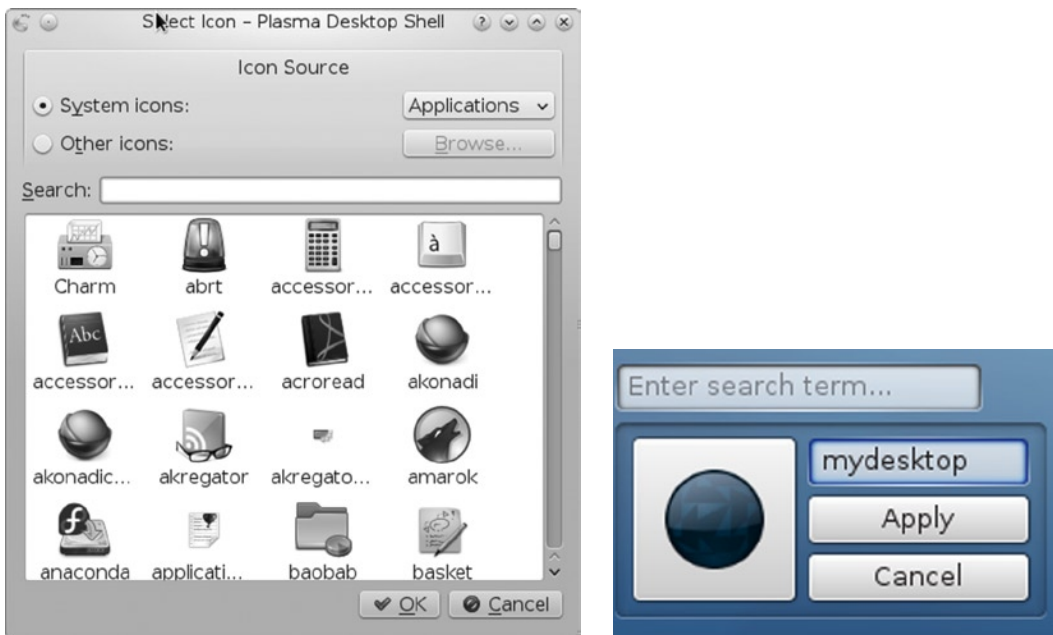 Select Icon – Plasma Desktop Shell
Icon Source
System icons:
Applications
Other icons:
Browse...
Search:
à
Charm
abrt
accessor...
accessor...
Abc
accessor...
accessor...
acroread
akonadi
akonadic...
akregator
akregato...
amarok
anaconda
applicati...
baobab
basket
OK
Cancel
Enter search term...
mydesktop
Apply
Cancel